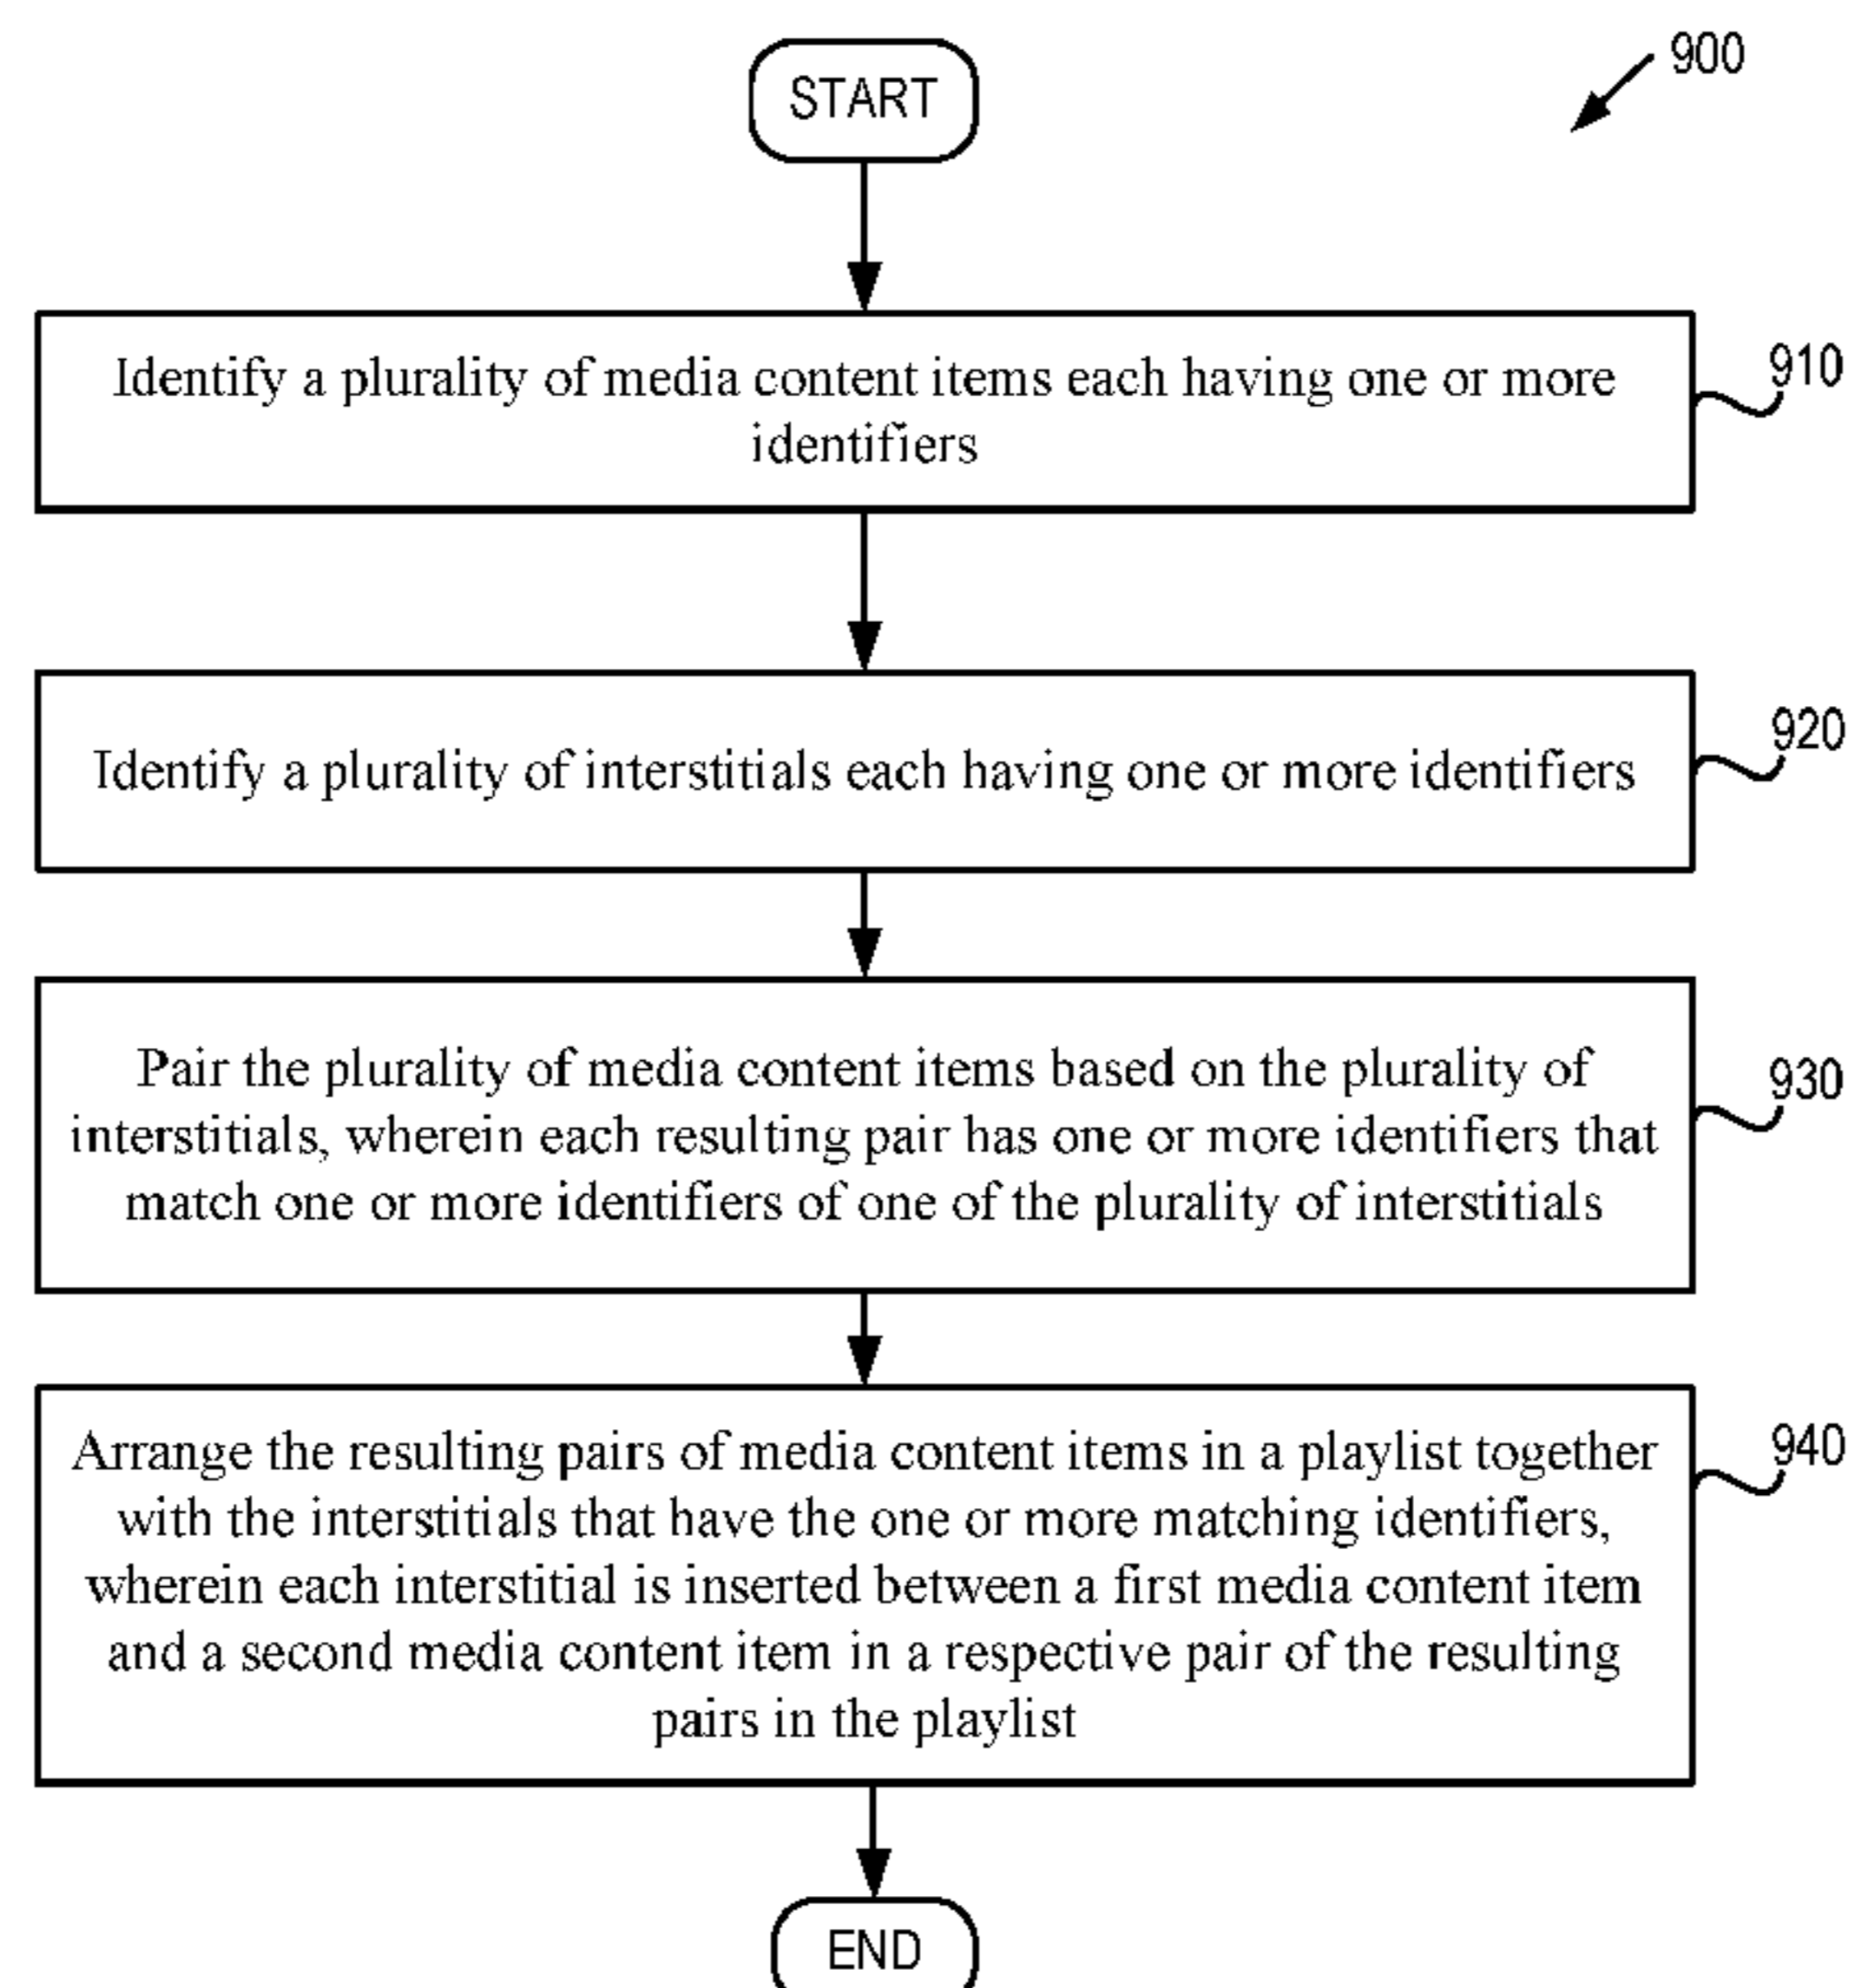 START
900
Identify a plurality of media content items each having one or more
identifiers
910
Identify a plurality of interstitials each having one or more identifiers
920
Pair the plurality of media content items based on the plurality of
interstitials, wherein each resulting pair has one or more identifiers that
match one or more identifiers of one of the plurality of interstitials
930
Arrange the resulting pairs of media content items in a playlist together
with the interstitials that have the one or more matching identifiers,
wherein each interstitial is inserted between a first media content item
and a second media content item in a respective pair of the resulting
pairs in the playlist
940
END